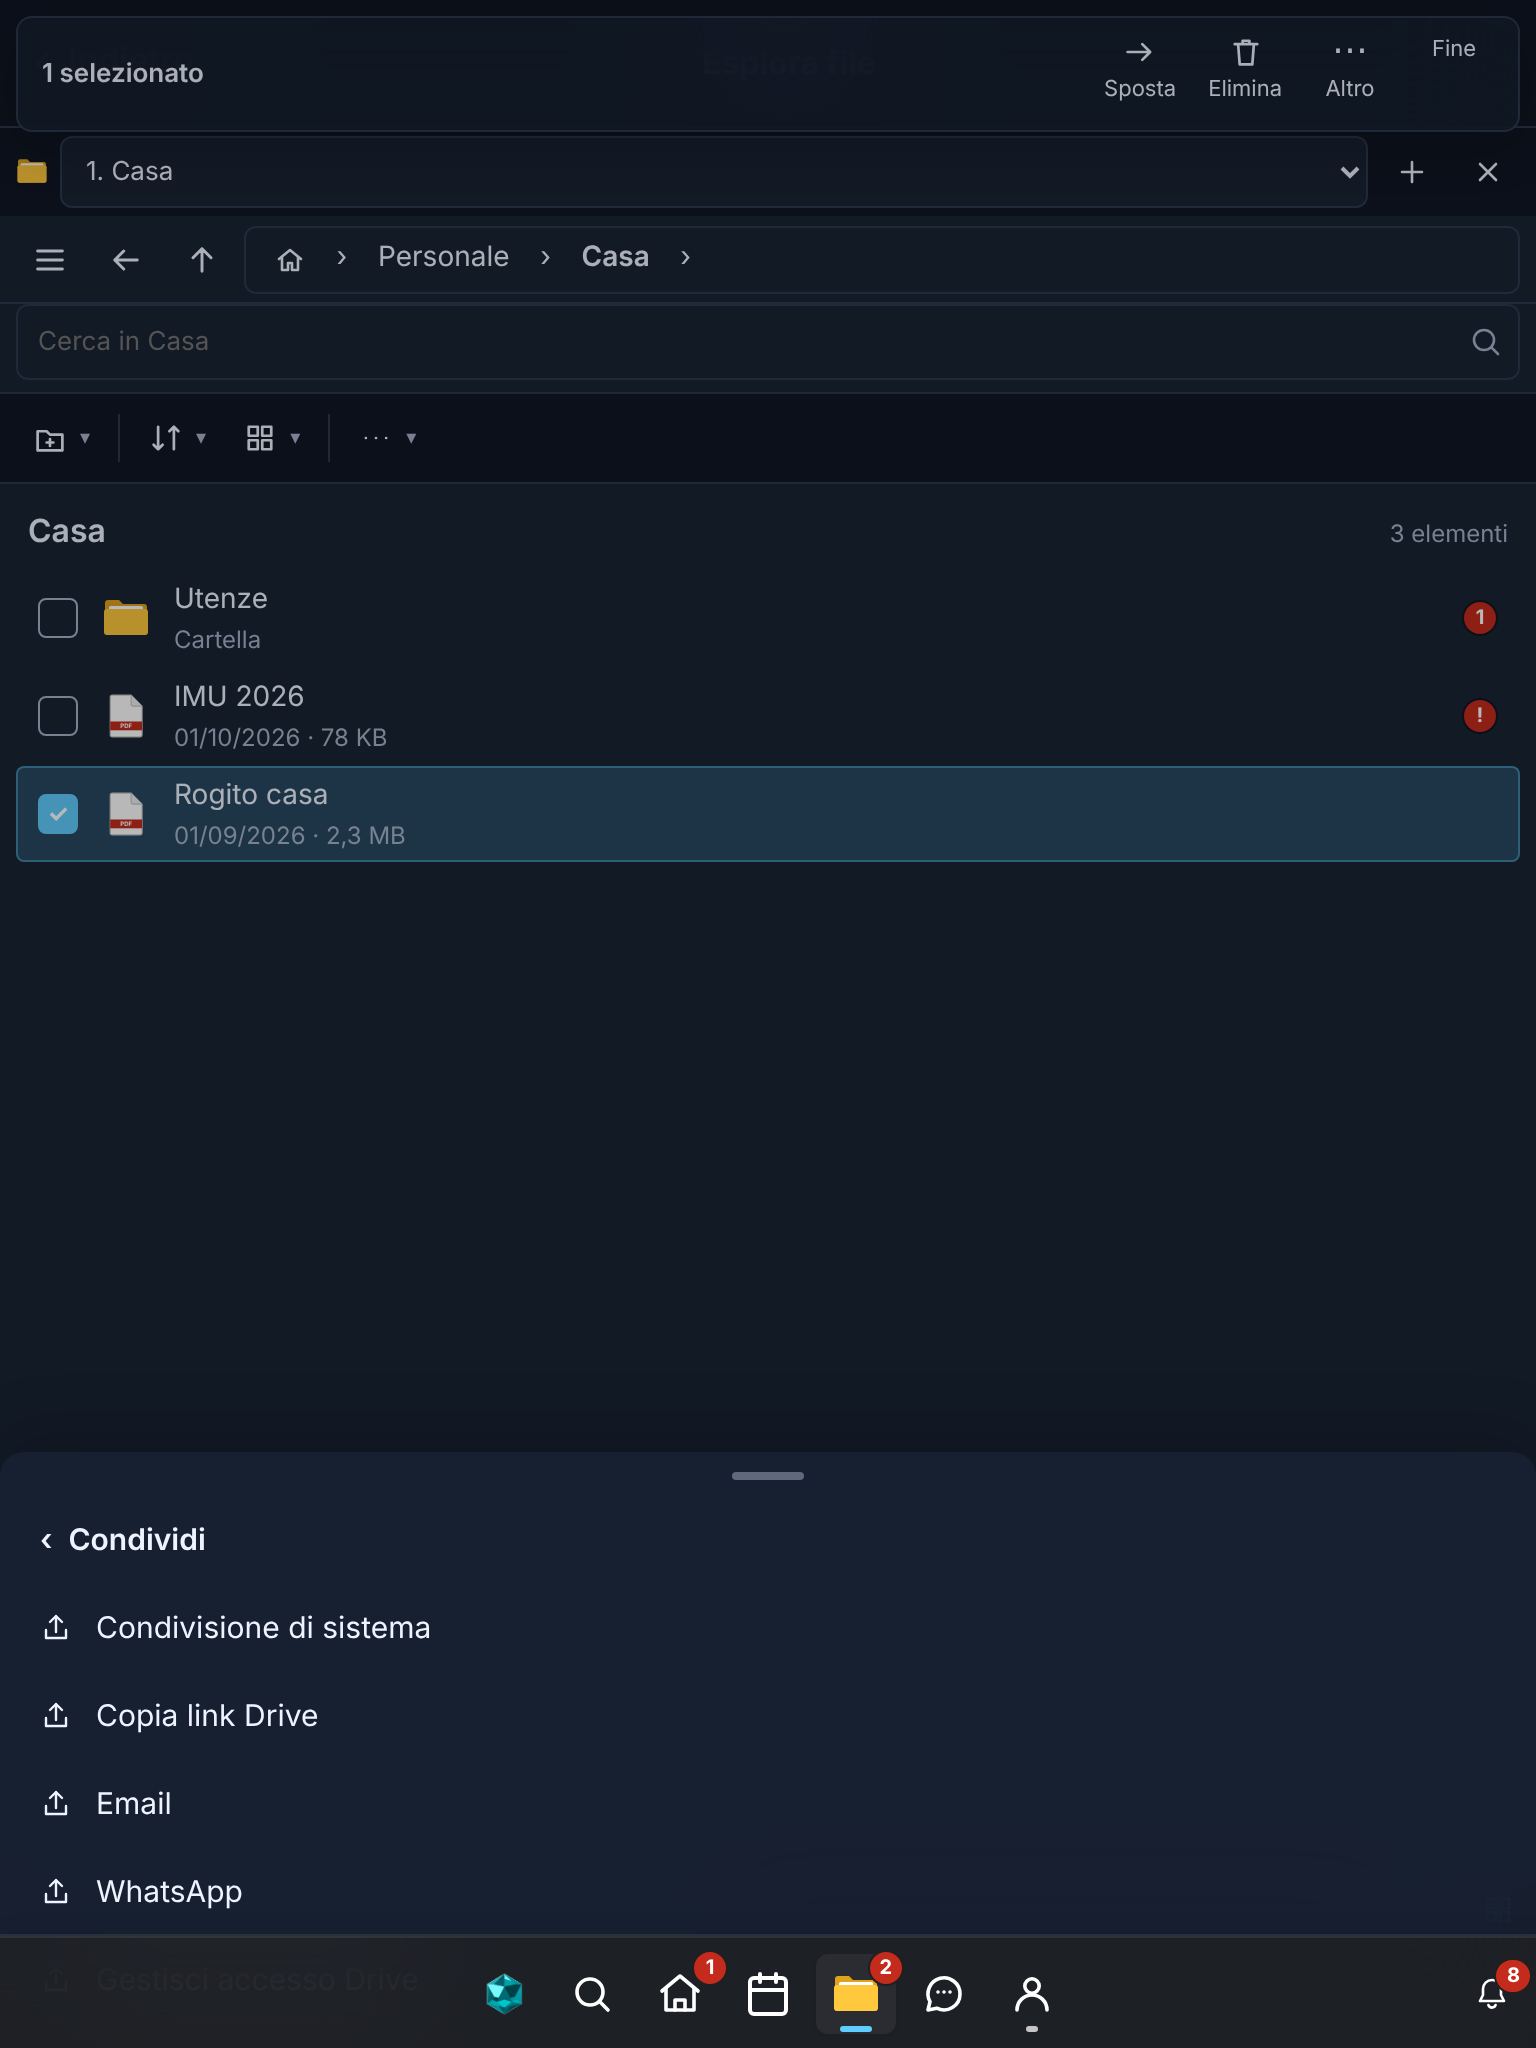 1 selezionato
Esplora file
Sposta
Elimina
Altro
Fine
1. Casa
Personale
Casa
Cerca in Casa
Casa
3 elementi
Utenze
Cartella
1
IMU 2026
01/10/2026 · 78 KB
!
Rogito casa
01/09/2026 · 2,3 MB
Condividi
Condivisione di sistema
Copia link Drive
Email
WhatsApp
Gestisci accesso Drive
1
2
8